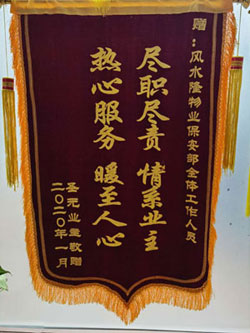 赠：风水隆物业保安部全体工作人员
尽职尽责 情系业主
热心服务 暖至人心
圣元业主敬赠
二〇二〇年一月